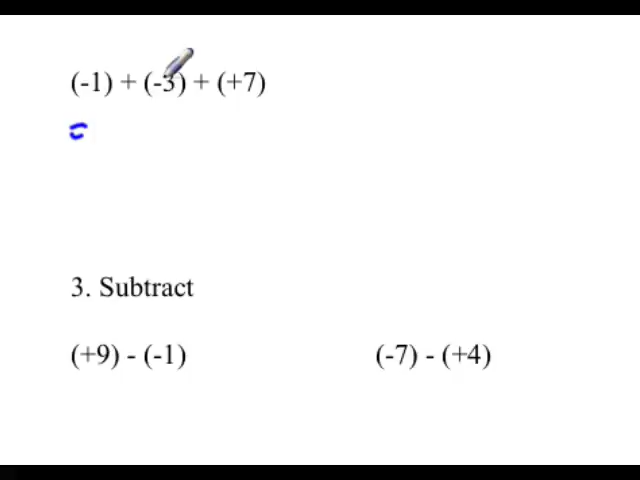 (-1) + (-3) + (+7)
=
3. Subtract
(+9) - (-1) (-7) - (+4)